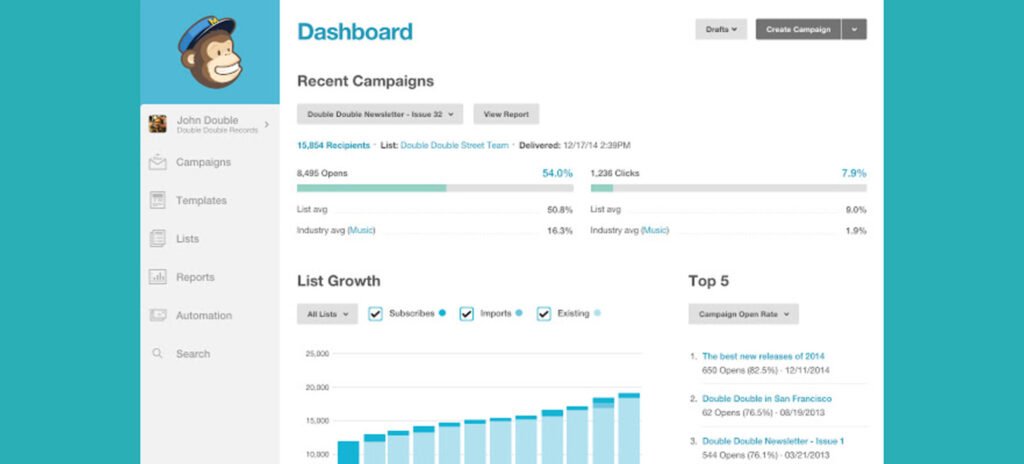 Dashboard
Drafts
Create Campaign
Recent Campaigns
Double Double Newsletter - Issue 32
View Report
John Double
Double Double Records
15,854 Recipients · List: Double Double Street Team · Delivered: 12/17/14 2:39PM
Campaigns
Templates
Lists
Reports
Automation
Search
8,495 Opens 54.0%
List avg 50.8%
Industry avg (Music) 16.3%
1,236 Clicks 7.9%
List avg 9.0%
Industry avg (Music) 1.9%
List Growth
All Lists
Subscribes
Imports
Existing
25,000
20,000
15,000
10,000
Top 5
Campaign Open Rate
1. The best new releases of 2014
650 Opens (82.5%) · 12/11/2014
2. Double Double in San Francisco
62 Opens (76.5%) · 08/19/2013
3. Double Double Newsletter - Issue 1
544 Opens (76.1%) · 03/21/2013